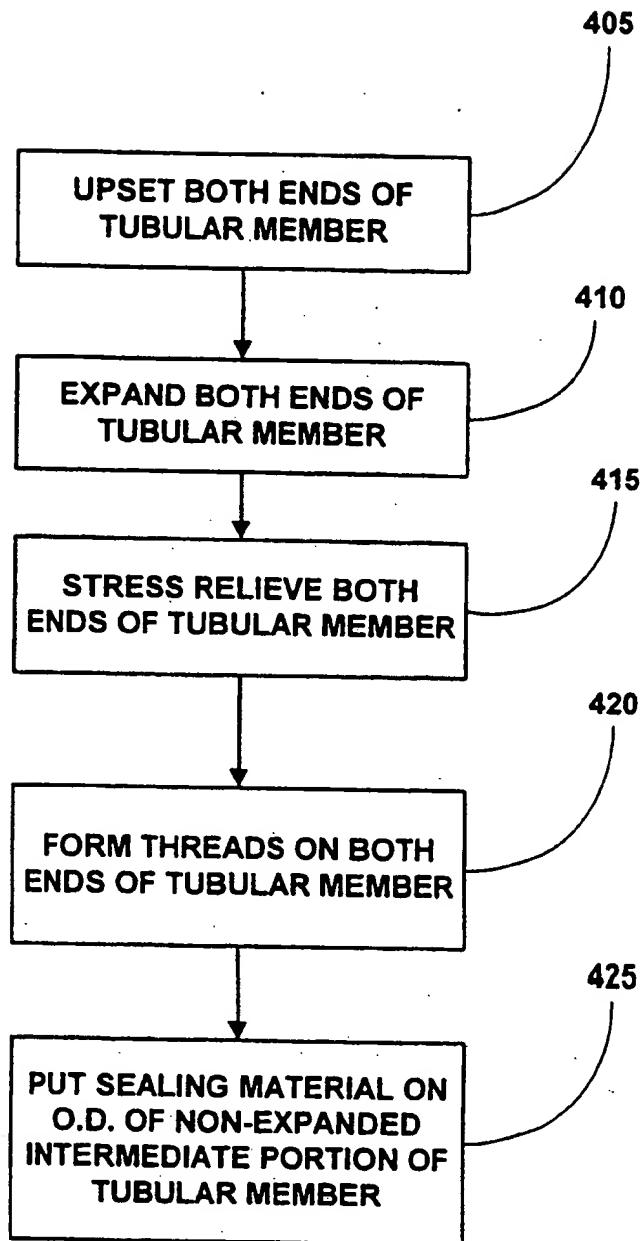 405
UPSET BOTH ENDS OF
TUBULAR MEMBER
410
EXPAND BOTH ENDS OF
TUBULAR MEMBER
415
STRESS RELIEVE BOTH
ENDS OF TUBULAR MEMBER
420
FORM THREADS ON BOTH
ENDS OF TUBULAR MEMBER
425
PUT SEALING MATERIAL ON
O.D. OF NON-EXPANDED
INTERMEDIATE PORTION OF
TUBULAR MEMBER